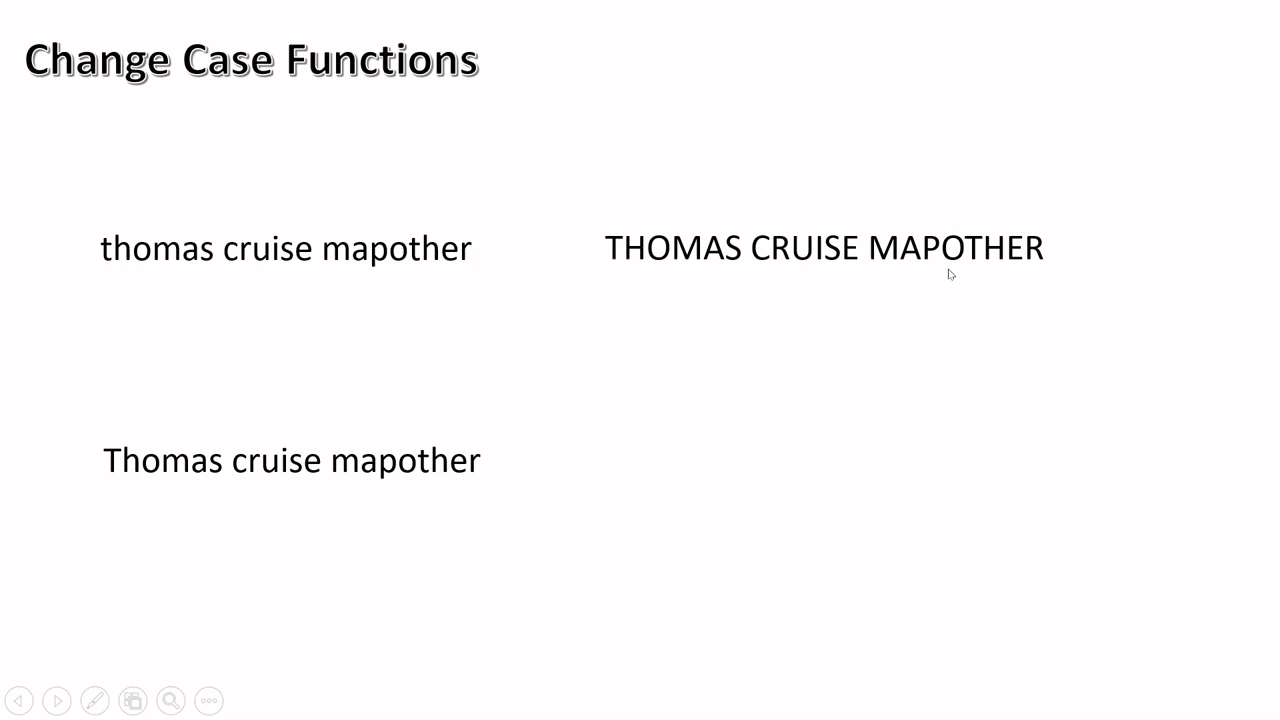 Change Case Functions
thomas cruise mapother
THOMAS CRUISE MAPOTHER
Thomas cruise mapother